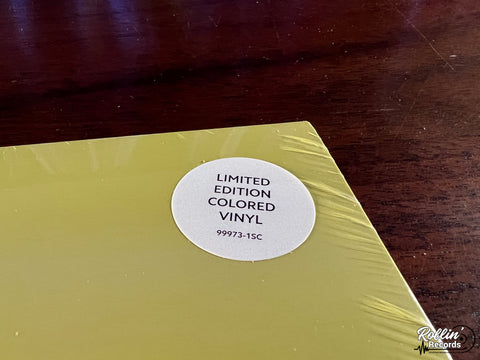 LIMITED
EDITION
COLORED
VINYL
99973-1SC
Rollin'
Records